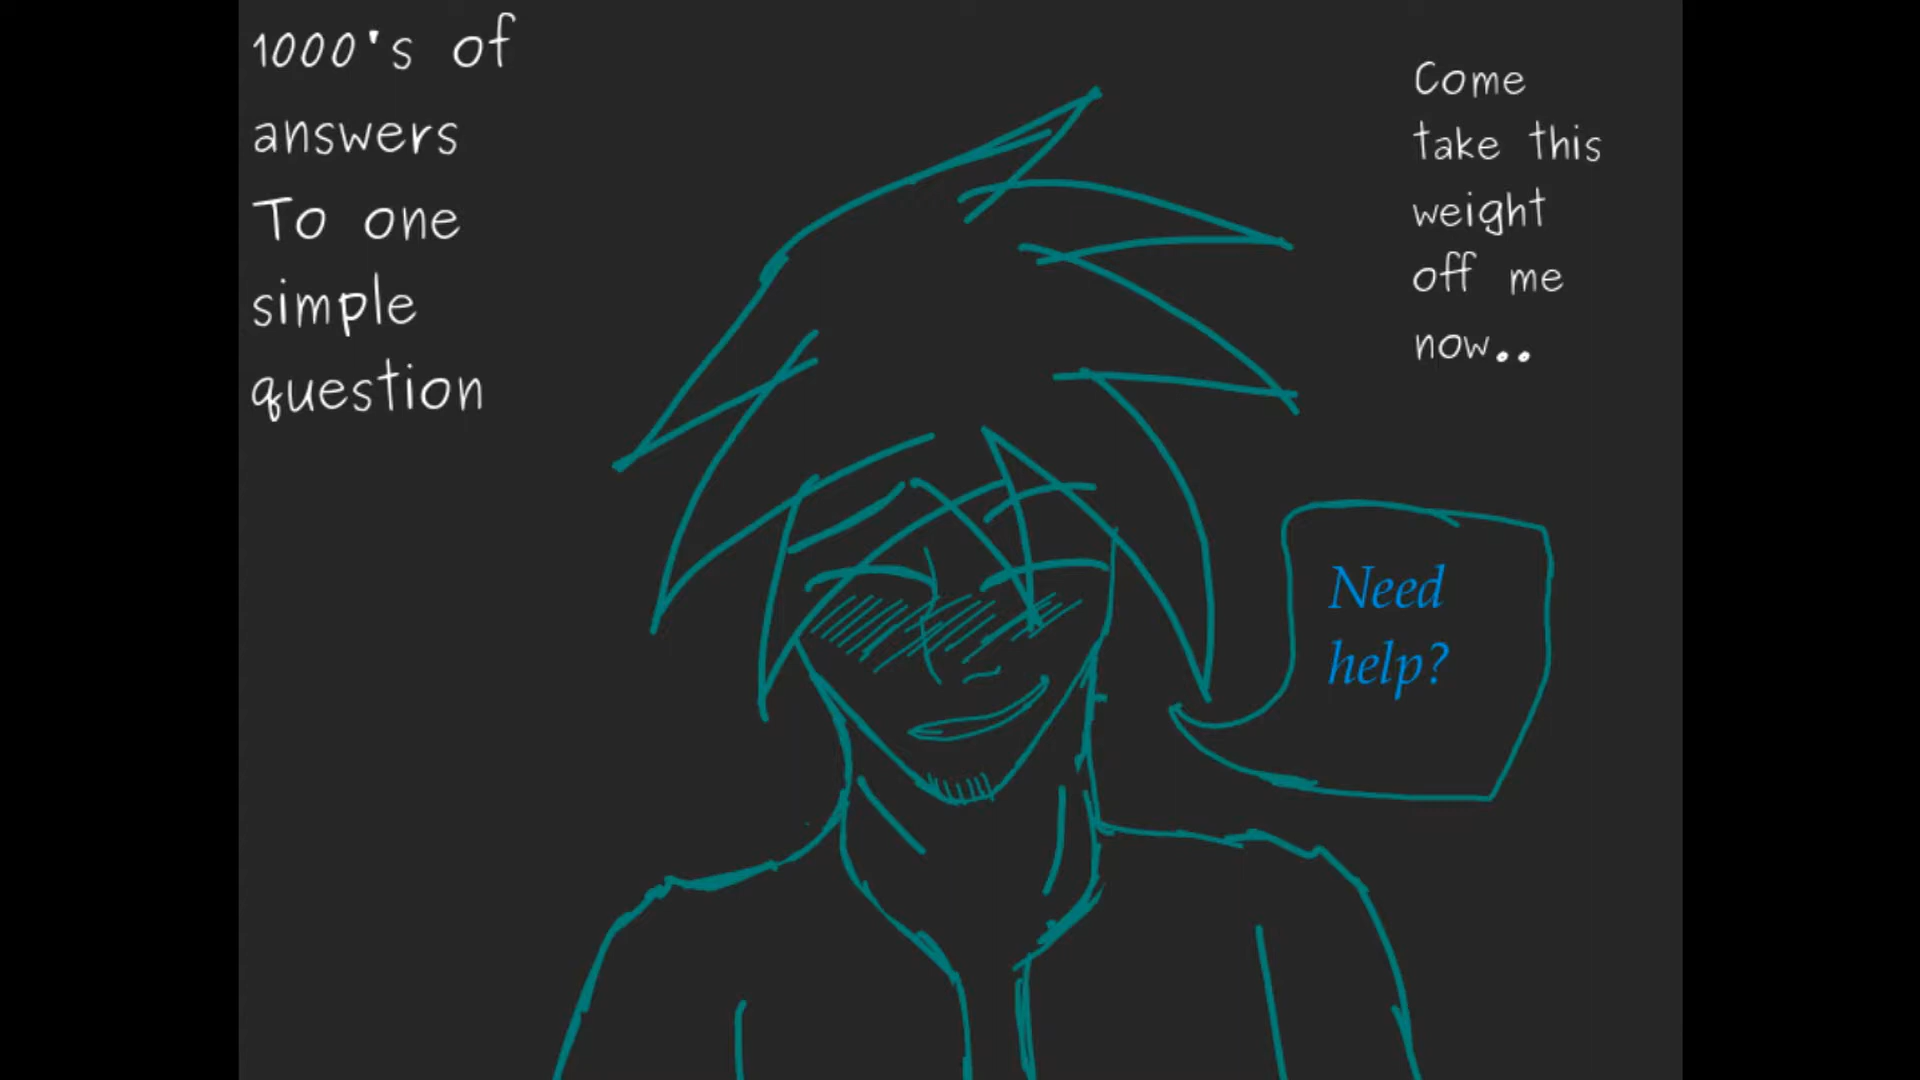 1000's of
answers
To one
simple
question
Come
take this
weight
off me
now..
Need
help?